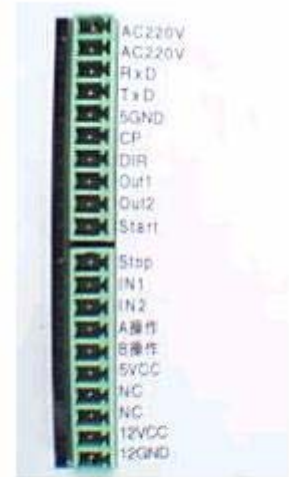 AC220V
AC220V
RxD
TxD
5GND
CP
DIR
Out1
Out2
Start
Stop
IN1
IN2
A操作
B操作
5VCC
NC
NC
12VCC
12GND